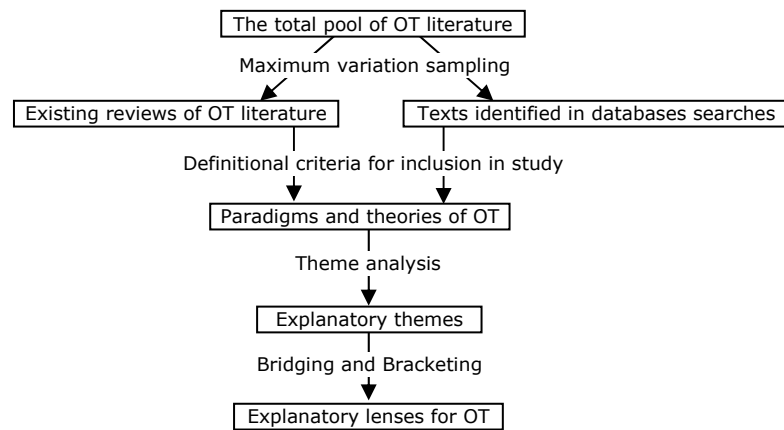 The total pool of OT literature
Maximum variation sampling
Existing reviews of OT literature
Texts identified in databases searches
Definitional criteria for inclusion in study
Paradigms and theories of OT
Theme analysis
Explanatory themes
Bridging and Bracketing
Explanatory lenses for OT